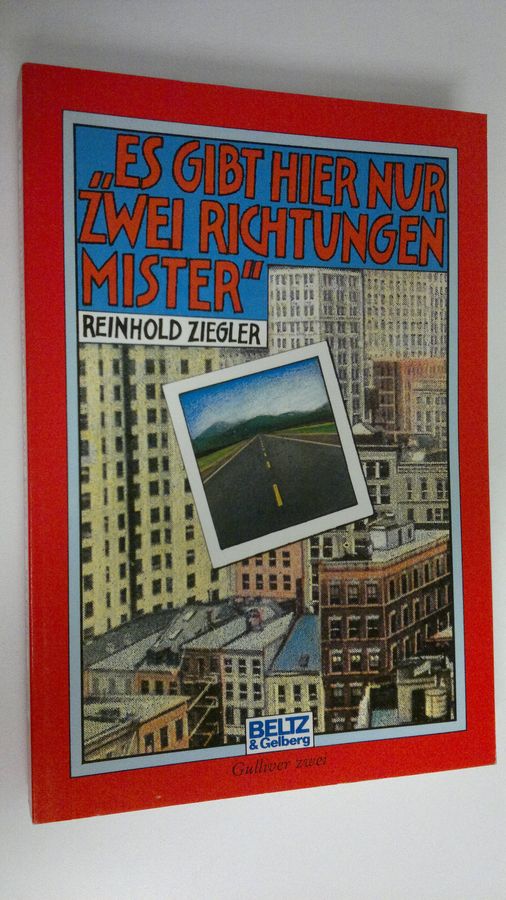 „ES GIBT HIER NUR
ZWEI RICHTUNGEN
MISTER"
REINHOLD ZIEGLER
BELTZ
& Gelberg
Gulliver zwei